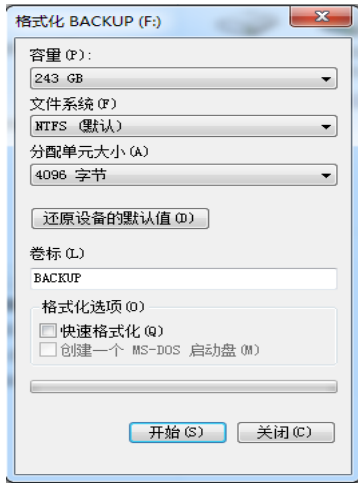 格式化 BACKUP (F:)
容量(P):
243 GB
文件系统(F)
NTFS (默认)
分配单元大小(A)
4096 字节
还原设备的默认值(D)
卷标(L)
BACKUP
格式化选项(O)
快速格式化(Q)
创建一个 MS-DOS 启动盘(M)
开始(S) 关闭(C)